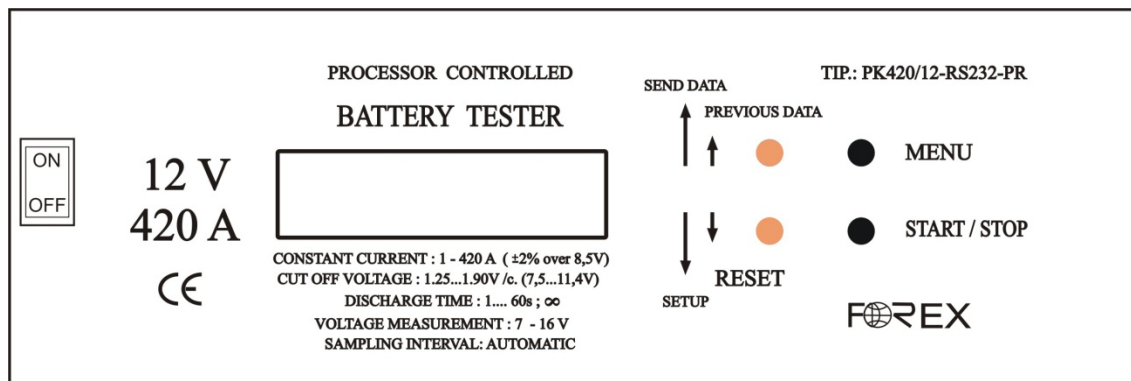 ON
OFF
12 V
420 A
CE
PROCESSOR CONTROLLED
BATTERY TESTER
CONSTANT CURRENT : 1 - 420 A ( ±2% over 8,5V)
CUT OFF VOLTAGE : 1.25...1.90V /c. (7,5...11,4V)
DISCHARGE TIME : 1.... 60s ; ∞
VOLTAGE MEASUREMENT : 7 - 16 V
SAMPLING INTERVAL: AUTOMATIC
SEND DATA
PREVIOUS DATA
SETUP
RESET
TIP.: PK420/12-RS232-PR
MENU
START / STOP
FOREX